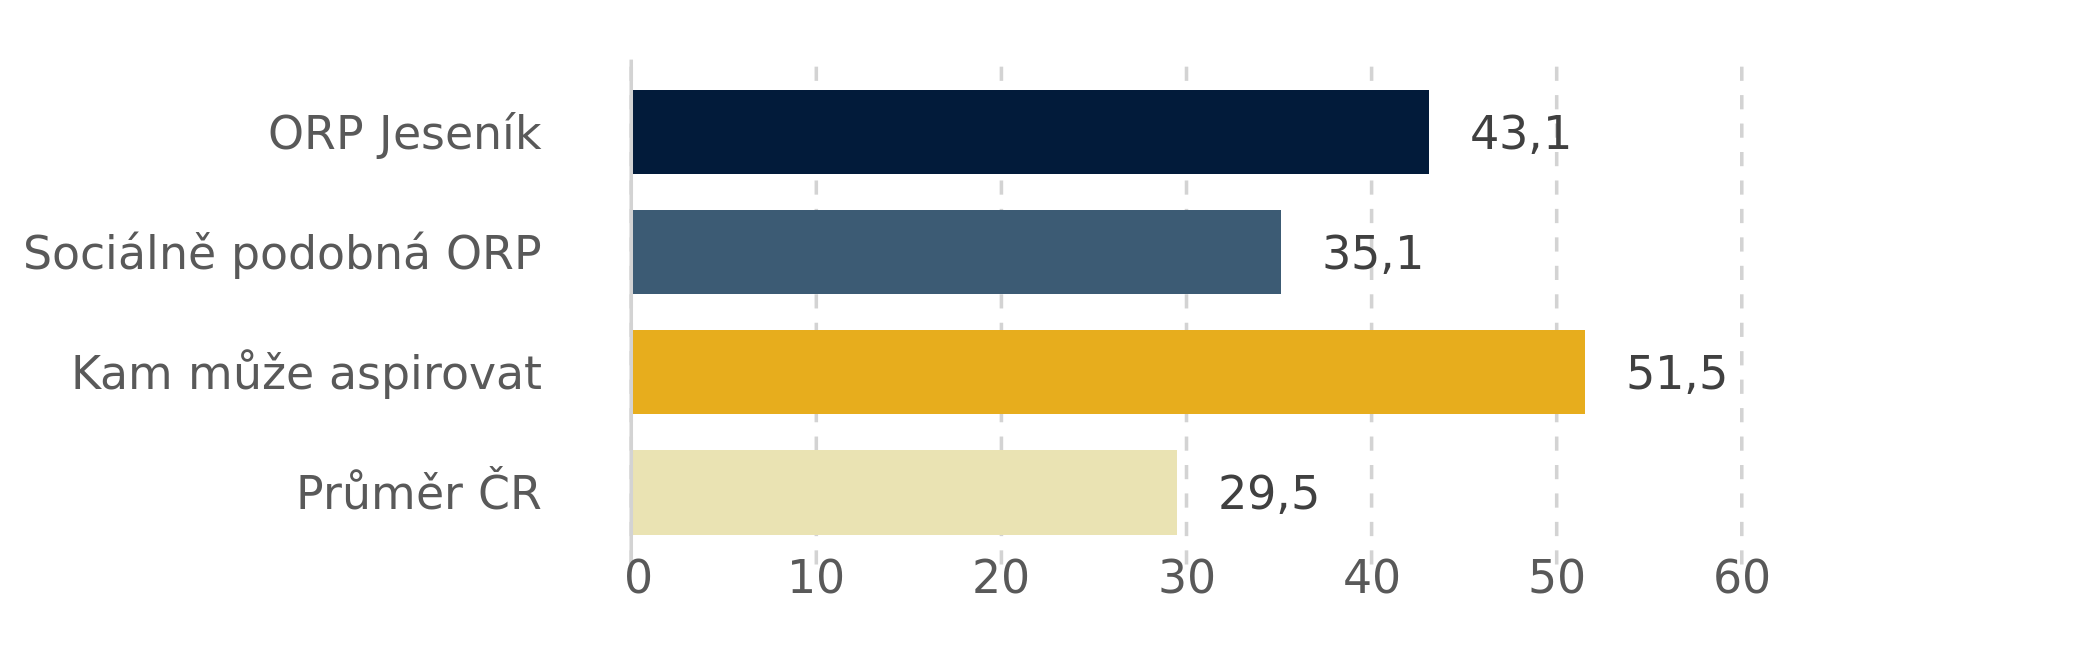 ORP Jeseník 43,1
Sociálně podobná ORP 35,1
Kam může aspirovat 51,5
Průměr ČR 29,5
0 10 20 30 40 50 60